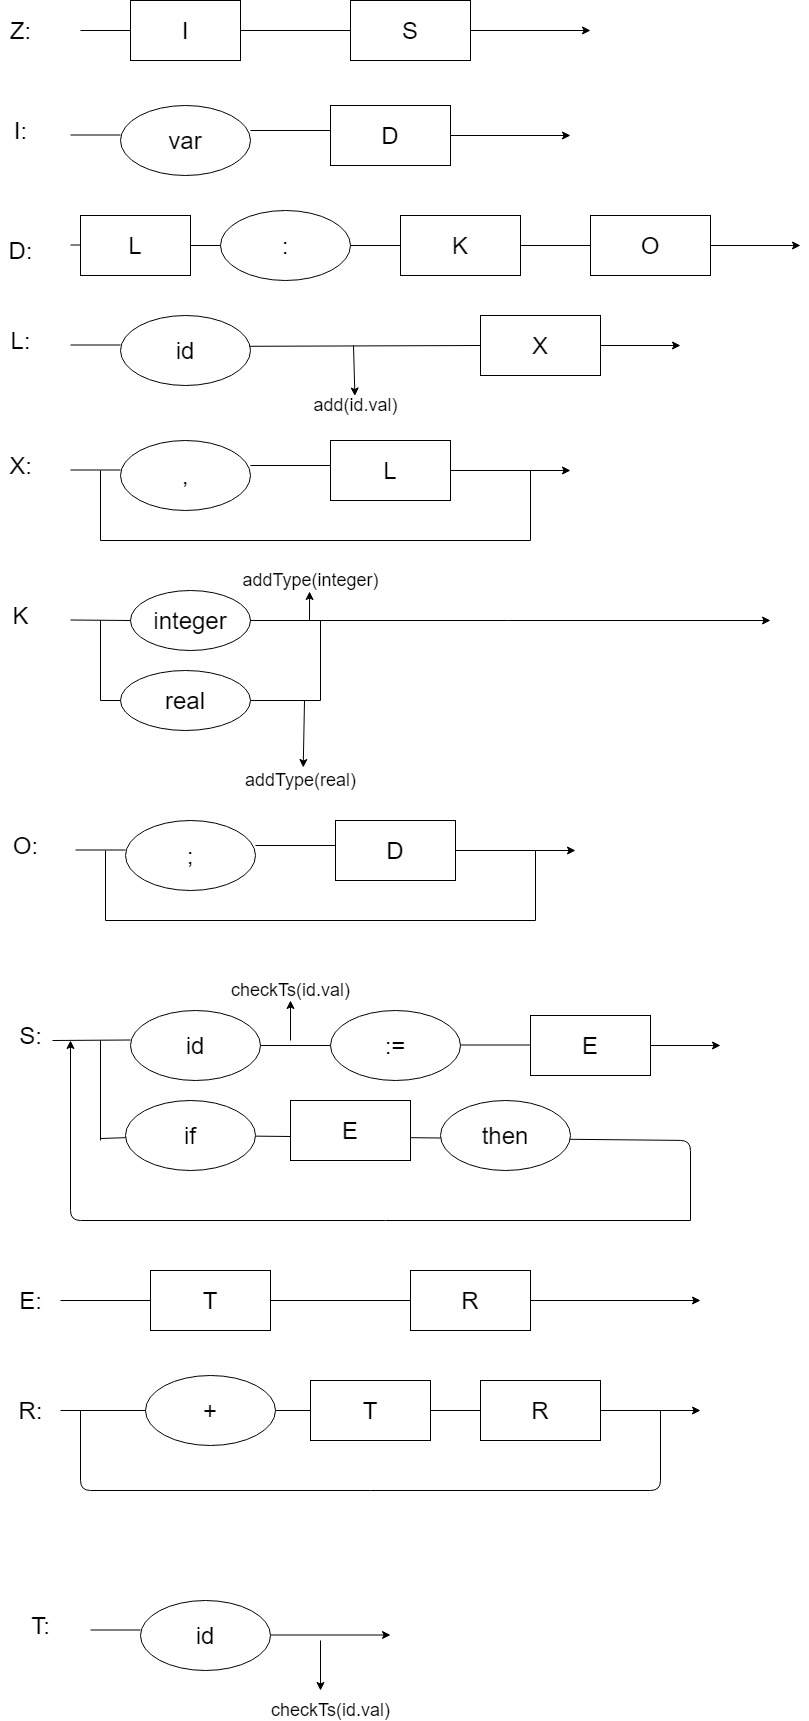 Z: I S
I: var D
D: L : K O
L: id X
add(id.val)
X: , L
addType(integer)
K integer
real
addType(real)
O: ; D
checkTs(id.val)
S: id := E
if E then
E: T R
R: + T R
T: id
checkTs(id.val)